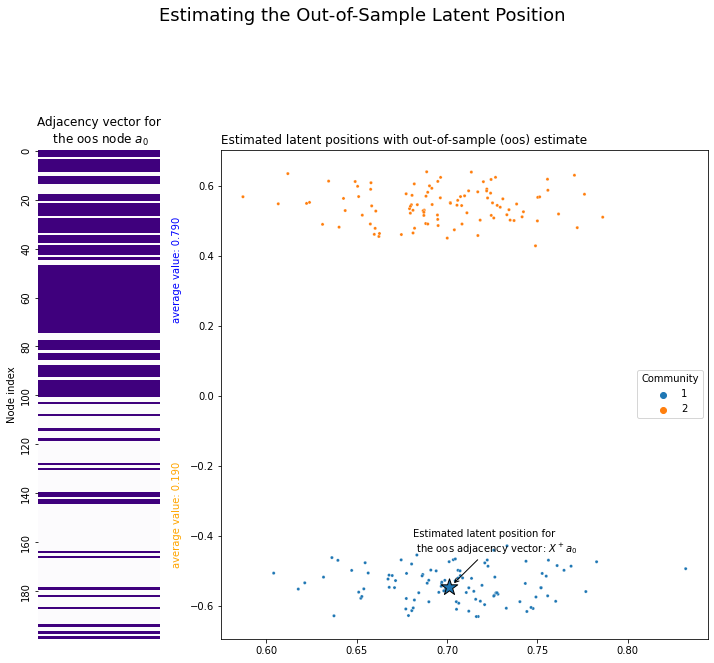 Estimating the Out-of-Sample Latent Position
Adjacency vector for
the oos node a₀
Node index
0
20
40
60
80
100
120
140
160
180
average value: 0.790
average value: 0.190
Estimated latent positions with out-of-sample (oos) estimate
0.6
0.4
0.2
0.0
−0.2
−0.4
−0.6
Community
1
2
Estimated latent position for
the oos adjacency vector: X⁺a₀
0.60
0.65
0.70
0.75
0.80